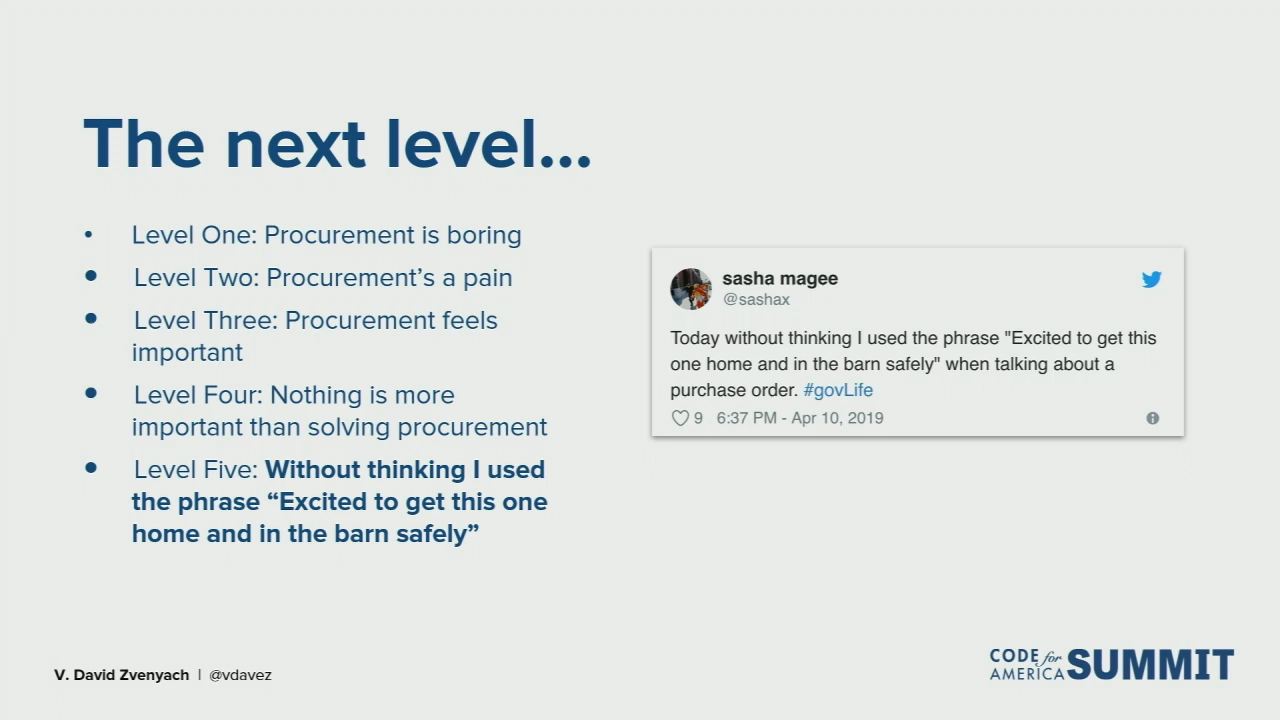 The next level...
• Level One: Procurement is boring
• Level Two: Procurement’s a pain
• Level Three: Procurement feels
important
• Level Four: Nothing is more
important than solving procurement
• Level Five: Without thinking I used
the phrase “Excited to get this one
home and in the barn safely”
sasha magee
@sashax
Today without thinking I used the phrase "Excited to get this
one home and in the barn safely" when talking about a
purchase order. #govLife
9 6:37 PM - Apr 10, 2019
V. David Zvenyach | @vdavez
CODE for
AMERICA SUMMIT